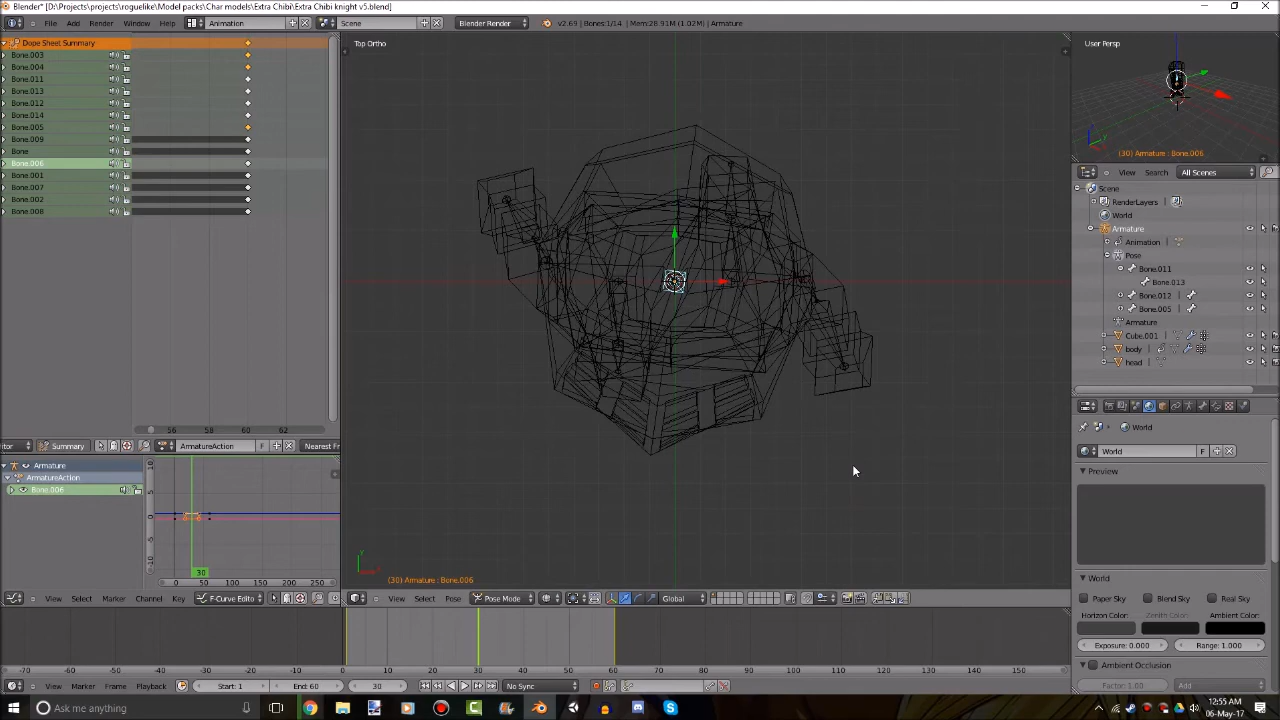 Blender* [D:\Projects\projects\roguelike\Model packs\Char models\Extra Chibi\Extra Chibi knight v5.blend]
File Add Render Window Help Animation Scene Blender Render v2.69 | Bones:1/14 | Mem:28.91M (1.02M) | Armature
Dope Sheet Summary
Bone.003
Bone.004
Bone.011
Bone.013
Bone.012
Bone.014
Bone.005
Bone.009
Bone
Bone.006
Bone.001
Bone.007
Bone.002
Bone.008
56 58 60 62
Summary ArmatureAction F Nearest Fr
Armature
ArmatureAction
Bone.006
10
5
0
-5
-10
30
0 50 100 150 200 250
View Select Marker Channel Key F-Curve Edito
Top Ortho
(30) Armature : Bone.006
View Select Pose Pose Mode Global
User Persp
(30) Armature : Bone.006
View Search All Scenes
Scene
RenderLayers
World
Armature
Animation
Pose
Bone.011
Bone.013
Bone.012
Bone.005
Armature
Cube.001
body
head
World
World F
Preview
World
Paper Sky Blend Sky Real Sky
Horizon Color: Zenith Color: Ambient Color:
Exposure: 0.000 Range: 1.000
Ambient Occlusion
Factor: 1.00 Add
-70 -60 -50 -40 -30 -20 -10 0 10 20 30 40 50 60 70 80 90 100 110 120 130 140 150
View Marker Frame Playback Start: 1 End: 60 30 No Sync
Ask me anything
12:55 AM
06-May-17